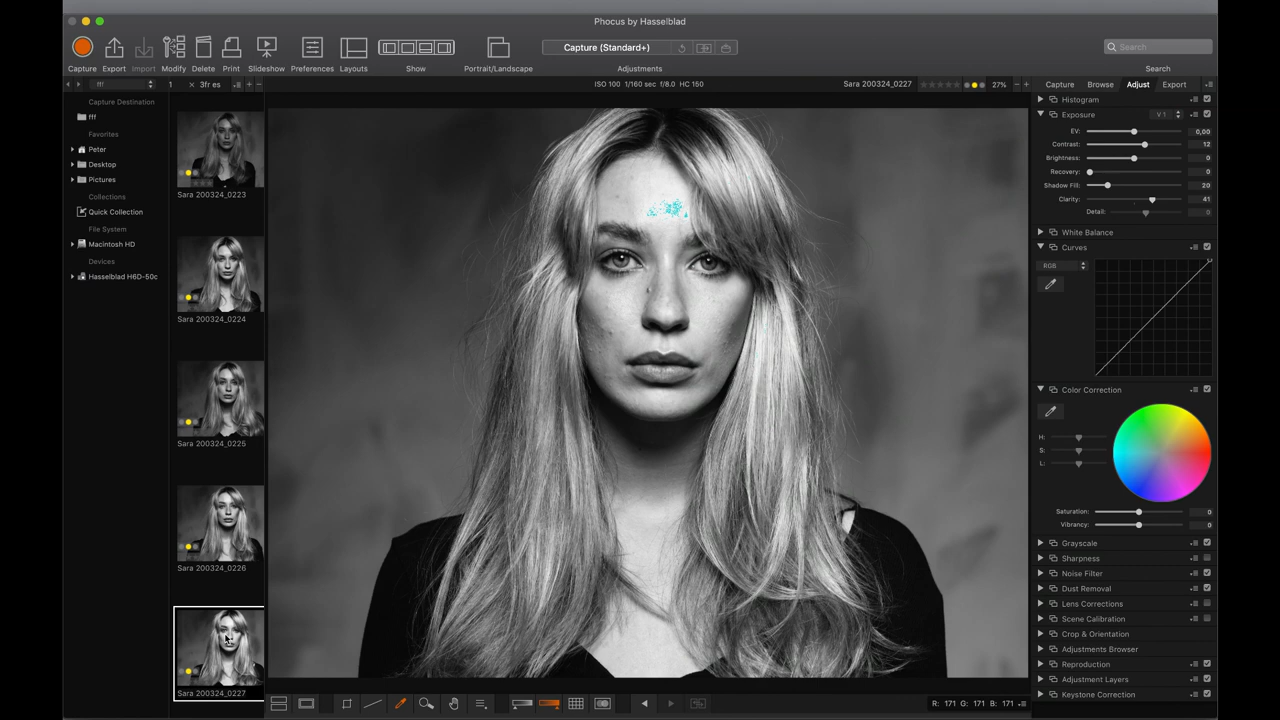 Phocus by Hasselblad
Capture (Standard+)
Search
Capture Export Import Modify Delete Print Slideshow Preferences Layouts Show Portrait/Landscape Adjustments Search
fff 1 × 3fr es ISO 100 1/160 sec f/8.0 HC 150 Sara 200324_0227 27% − + Capture Browse Adjust Export
Capture Destination
fff
Favorites
Peter
Desktop
Pictures
Collections
Quick Collection
File System
Macintosh HD
Devices
Hasselblad H6D-50c
Sara 200324_0223
Sara 200324_0224
Sara 200324_0225
Sara 200324_0226
Sara 200324_0227
Histogram
Exposure V 1
EV: 0,00
Contrast: 12
Brightness: 0
Recovery: 0
Shadow Fill: 20
Clarity: 41
Detail: 0
White Balance
Curves
RGB
Color Correction
H:
S:
L:
Saturation: 0
Vibrancy: 0
Grayscale
Sharpness
Noise Filter
Dust Removal
Lens Corrections
Scene Calibration
Crop & Orientation
Adjustments Browser
Reproduction
Adjustment Layers
Keystone Correction
R: 171 G: 171 B: 171